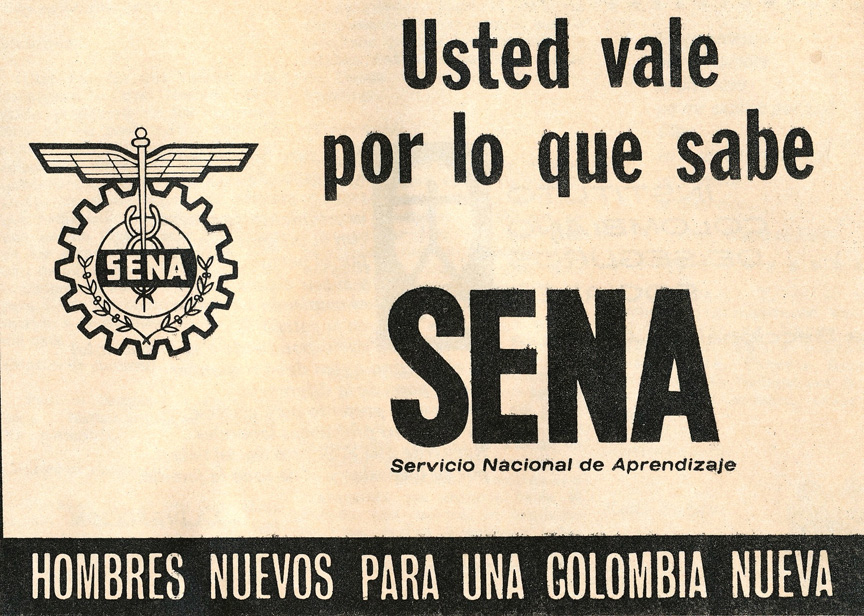 Usted vale
por lo que sabe
SENA
SENA
Servicio Nacional de Aprendizaje
HOMBRES NUEVOS PARA UNA COLOMBIA NUEVA